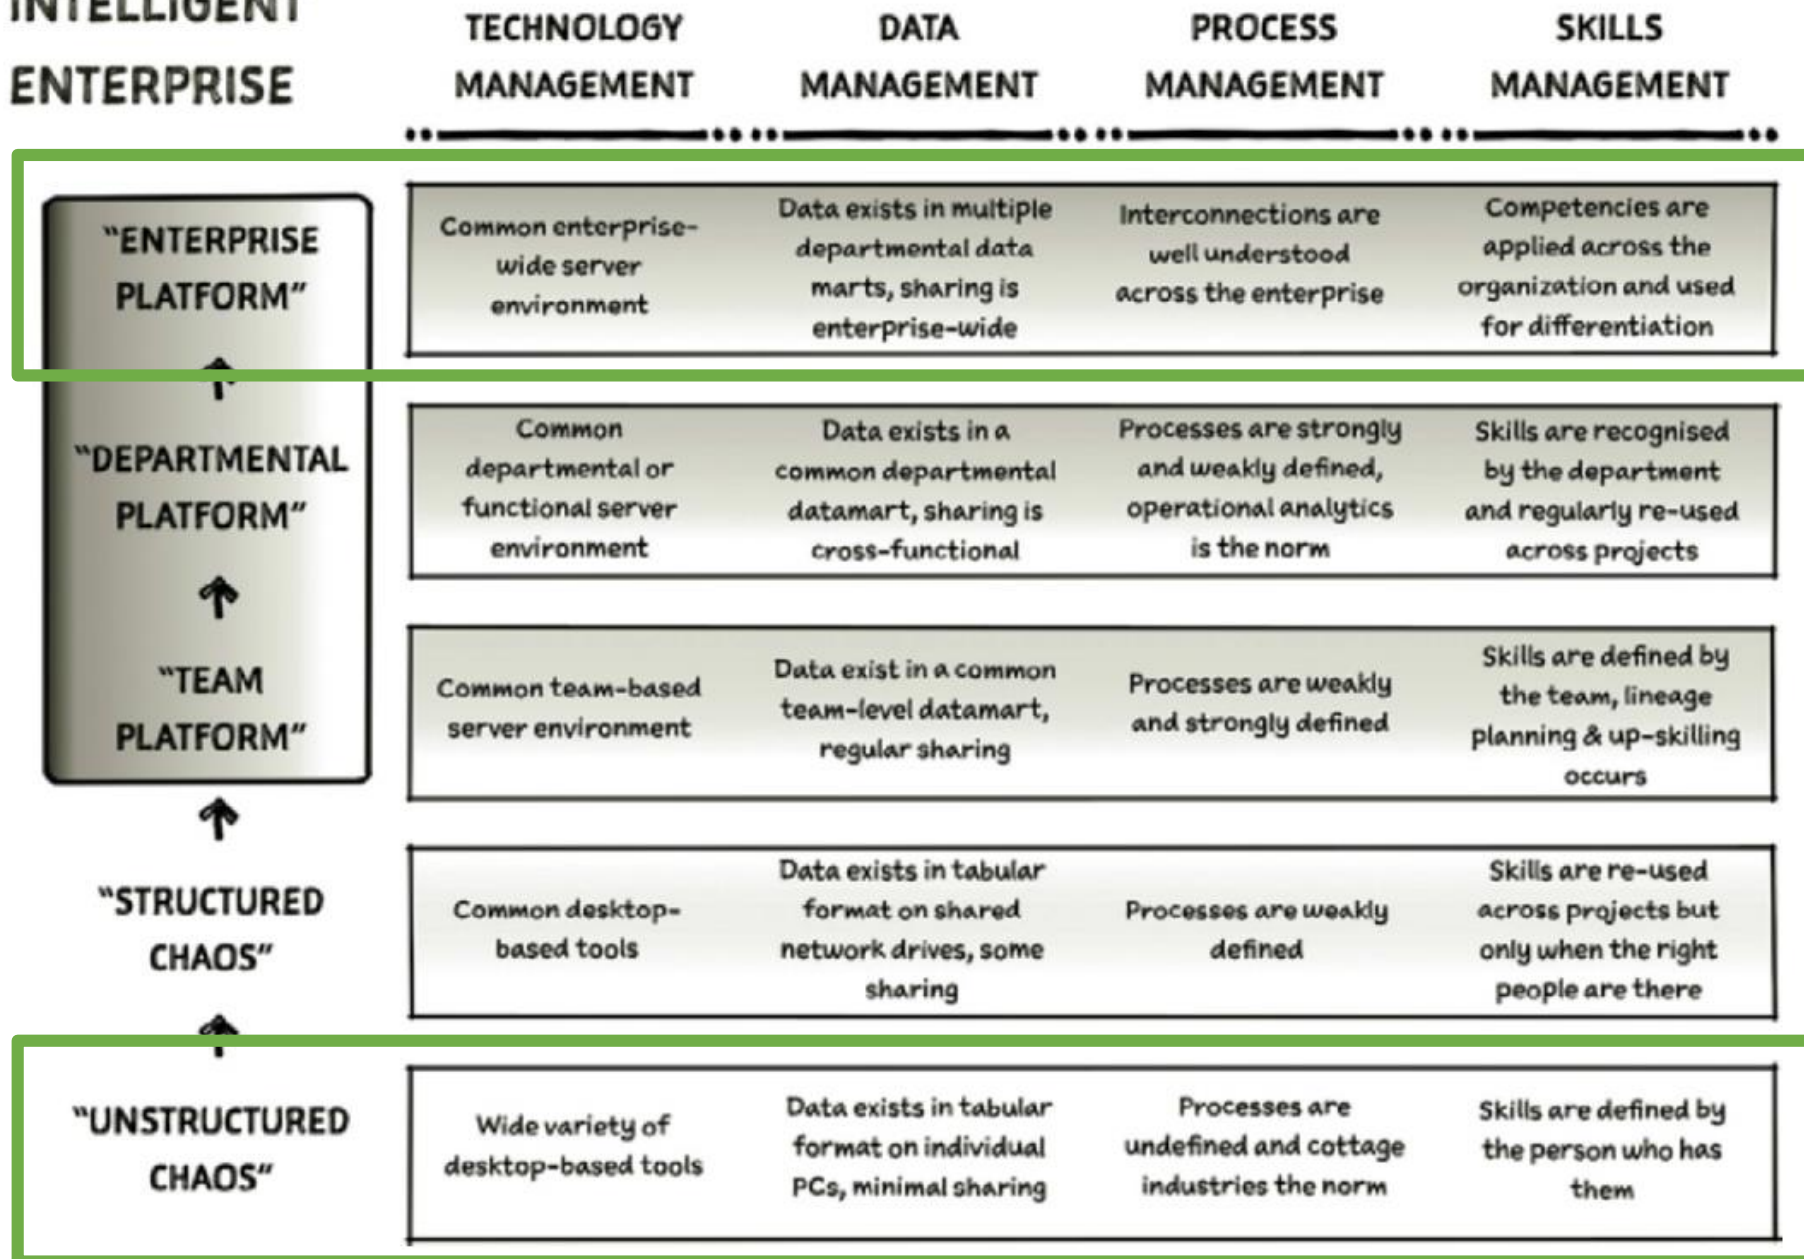 INTELLIGENT
ENTERPRISE
TECHNOLOGY
MANAGEMENT
DATA
MANAGEMENT
PROCESS
MANAGEMENT
SKILLS
MANAGEMENT
"ENTERPRISE
PLATFORM"
Common enterprise-
wide server
environment
Data exists in multiple
departmental data
marts, sharing is
enterprise-wide
Interconnections are
well understood
across the enterprise
Competencies are
applied across the
organization and used
for differentiation
"DEPARTMENTAL
PLATFORM"
Common
departmental or
functional server
environment
Data exists in a
common departmental
datamart, sharing is
cross-functional
Processes are strongly
and weakly defined,
operational analytics
is the norm
Skills are recognised
by the department
and regularly re-used
across projects
"TEAM
PLATFORM"
Common team-based
server environment
Data exist in a common
team-level datamart,
regular sharing
Processes are weakly
and strongly defined
Skills are defined by
the team, lineage
planning & up-skilling
occurs
"STRUCTURED
CHAOS"
Common desktop-
based tools
Data exists in tabular
format on shared
network drives, some
sharing
Processes are weakly
defined
Skills are re-used
across projects but
only when the right
people are there
"UNSTRUCTURED
CHAOS"
Wide variety of
desktop-based tools
Data exists in tabular
format on individual
PCs, minimal sharing
Processes are
undefined and cottage
industries the norm
Skills are defined by
the person who has
them